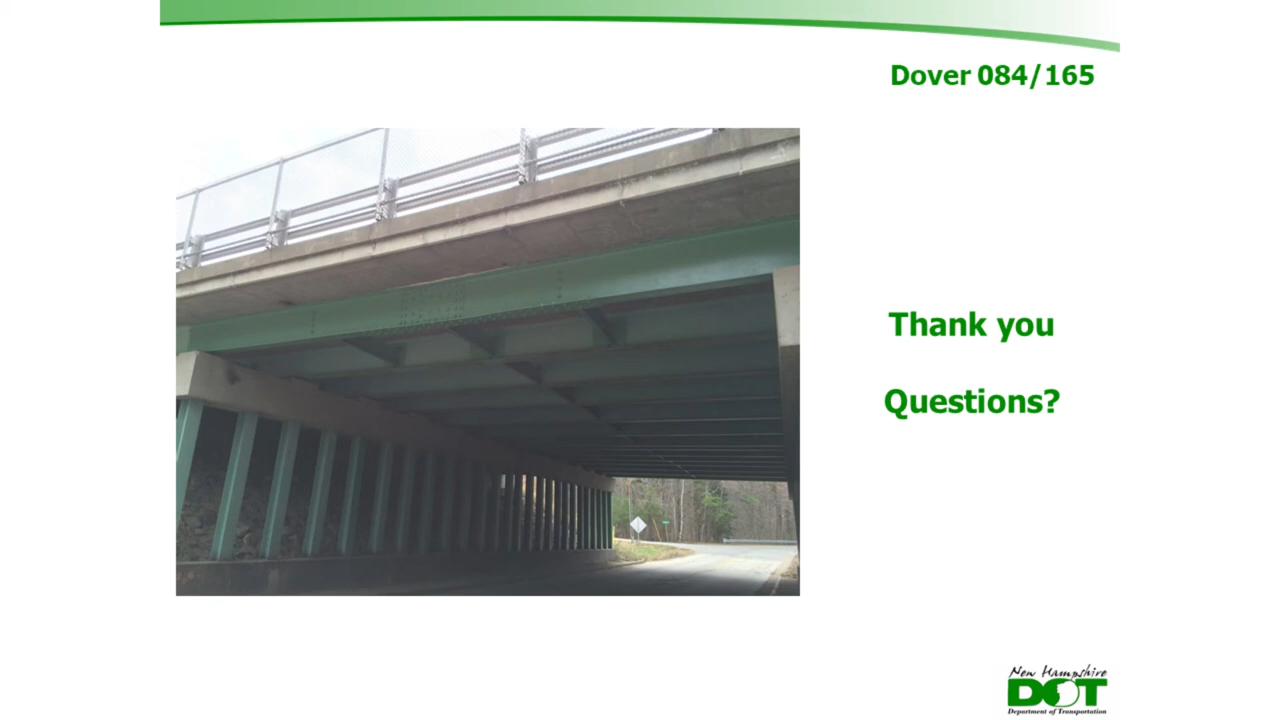 Dover 084/165
Thank you
Questions?
New Hampshire
DOT
Department of Transportation